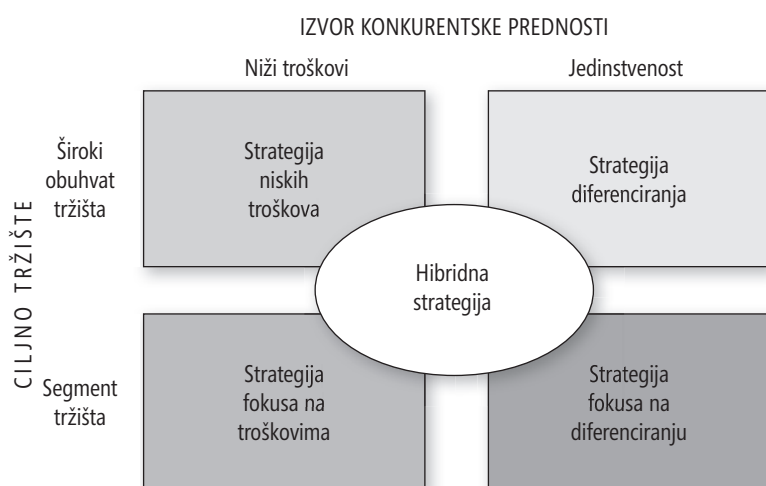 IZVOR KONKURENTSKE PREDNOSTI
Niži troškovi
Jedinstvenost
CILJNO TRŽIŠTE
Široki
obuhvat
tržišta
Strategija
niskih
troškova
Strategija
diferenciranja
Hibridna
strategija
Segment
tržišta
Strategija
fokusa na
troškovima
Strategija
fokusa na
diferenciranju